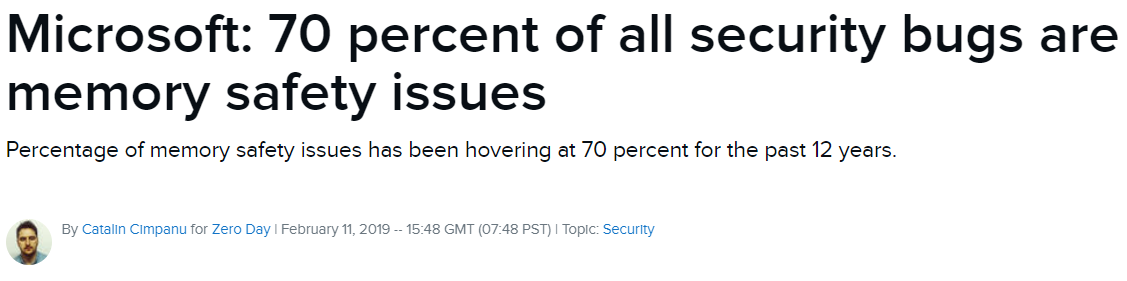 Microsoft: 70 percent of all security bugs are
memory safety issues
Percentage of memory safety issues has been hovering at 70 percent for the past 12 years.
By Catalin Cimpanu for Zero Day | February 11, 2019 -- 15:48 GMT (07:48 PST) | Topic: Security